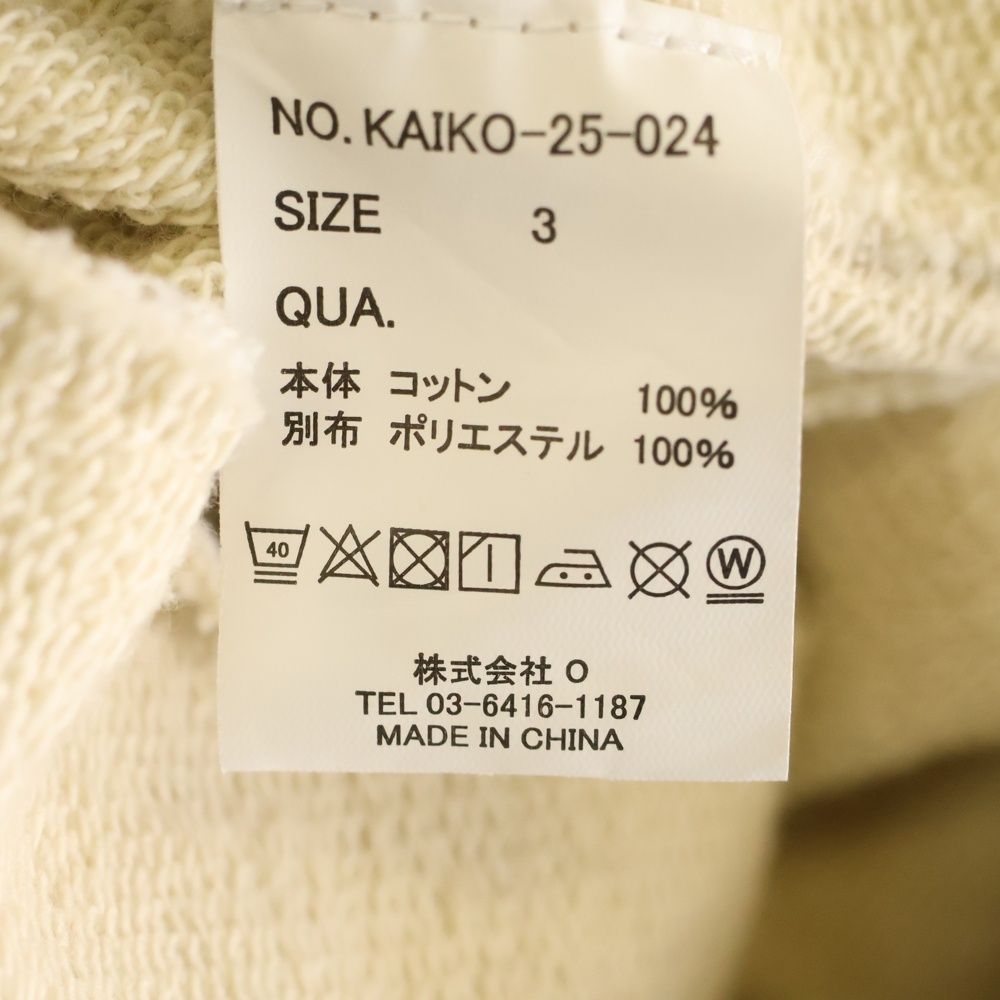 NO. KAIKO-25-024
SIZE 3
QUA.
本体 コットン 100%
別布 ポリエステル 100%
40 W
株式会社 O
TEL 03-6416-1187
MADE IN CHINA